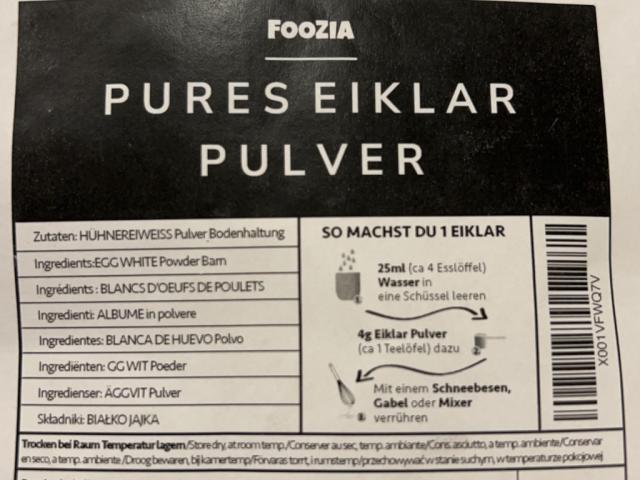 FOOZIA
PURES EIKLAR
PULVER
Zutaten: HÜHNEREIWEISS Pulver Bodenhaltung
Ingredients:EGG WHITE Powder Barn
Ingrédients : BLANCS D'OEUFS DE POULETS
Ingredienti: ALBUME in polvere
Ingredientes: BLANCA DE HUEVO Polvo
Ingrediënten: GG WIT Poeder
Ingredienser: ÄGGVIT Pulver
Składniki: BIAŁKO JAJKA
SO MACHST DU 1 EIKLAR
25ml (ca 4 Esslöffel)
Wasser in
eine Schüssel leeren
1.
4g Eiklar Pulver
(ca 1 Teelöfel) dazu
2.
Mit einem Schneebesen,
Gabel oder Mixer
verrühren
X001VFWQ7V
Trocken bei Raum Temperatur lagern/Store dry, at room temp./Conserver au sec, temp. ambiante/Cons. asciutto, a temp. ambiente/Conservar
en seco, a temp. ambiente/Droog bewaren, bij kamertemp/Förvaras torrt, i rumstemp/przechowywać w stanie suchym, w temperaturze pokojowej